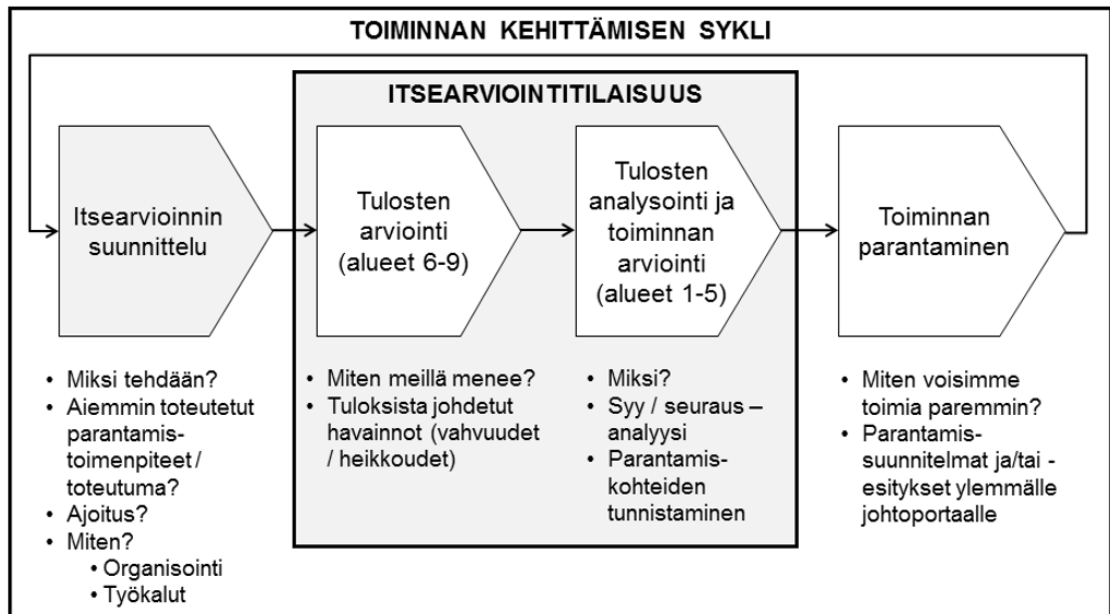 TOIMINNAN KEHITTÄMISEN SYKLI
ITSEARVIOINTITILAISUUS
Itsearvioinnin
suunnittelu
Tulosten
arviointi
(alueet 6-9)
Tulosten
analysointi ja
toiminnan
arviointi
(alueet 1-5)
Toiminnan
parantaminen
• Miksi tehdään?
• Aiemmin toteutetut
parantamis-
toimenpiteet /
toteutuma?
• Ajoitus?
• Miten?
• Organisointi
• Työkalut
• Miten meillä menee?
• Tuloksista johdetut
havainnot (vahvuudet
/ heikkoudet)
• Miksi?
• Syy / seuraus –
analyysi
• Parantamis-
kohteiden
tunnistaminen
• Miten voisimme
toimia paremmin?
• Parantamis-
suunnitelmat ja/tai -
esitykset ylemmälle
johtoportaalle